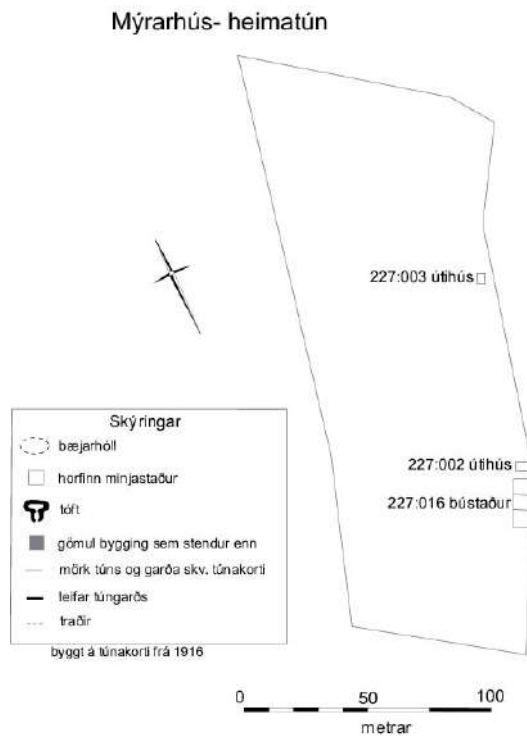 Mýrarhús- heimatún
227:003 útihús
227:002 útihús
227:016 bústaður
Skýringar
bæjarhóll
horfinn minjastaður
tóft
gömul bygging sem stendur enn
mörk túns og garða skv. túnakorti
leifar túngarðs
traðir
byggt á túnakorti frá 1916
0 50 100
metrar